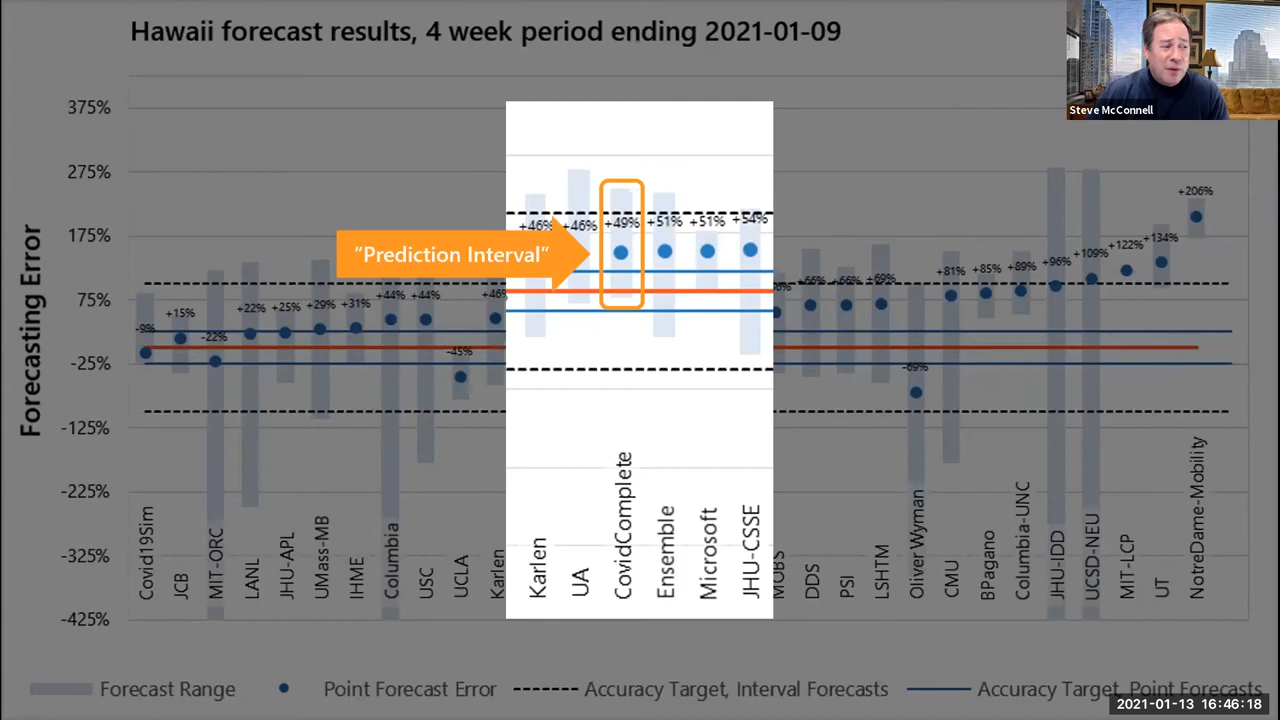 Hawaii forecast results, 4 week period ending 2021-01-09
Steve McConnell
Forecasting Error
375%
275%
175%
75%
-25%
-125%
-225%
-325%
-425%
-9%
+15%
-22%
+22%
+25%
+29%
+31%
+44%
+44%
-45%
+46%
+46%
+46%
+49%
+51%
+51%
+54%
+66%
+66%
+69%
-69%
+81%
+85%
+89%
+96%
+109%
+122%
+134%
+206%
“Prediction Interval”
Covid19Sim
JCB
MIT-ORC
LANL
JHU-APL
UMass-MB
IHME
Columbia
USC
UCLA
Karlen
Karlen
UA
CovidComplete
Ensemble
Microsoft
JHU-CSSE
MOBS
DDS
PSI
LSHTM
Oliver Wyman
CMU
BPagano
Columbia-UNC
JHU-IDD
UCSD-NEU
MIT-LCP
UT
NotreDame-Mobility
Forecast Range
Point Forecast Error
Accuracy Target, Interval Forecasts
Accuracy Target, Point Forecasts
2021-01-13 16:46:18